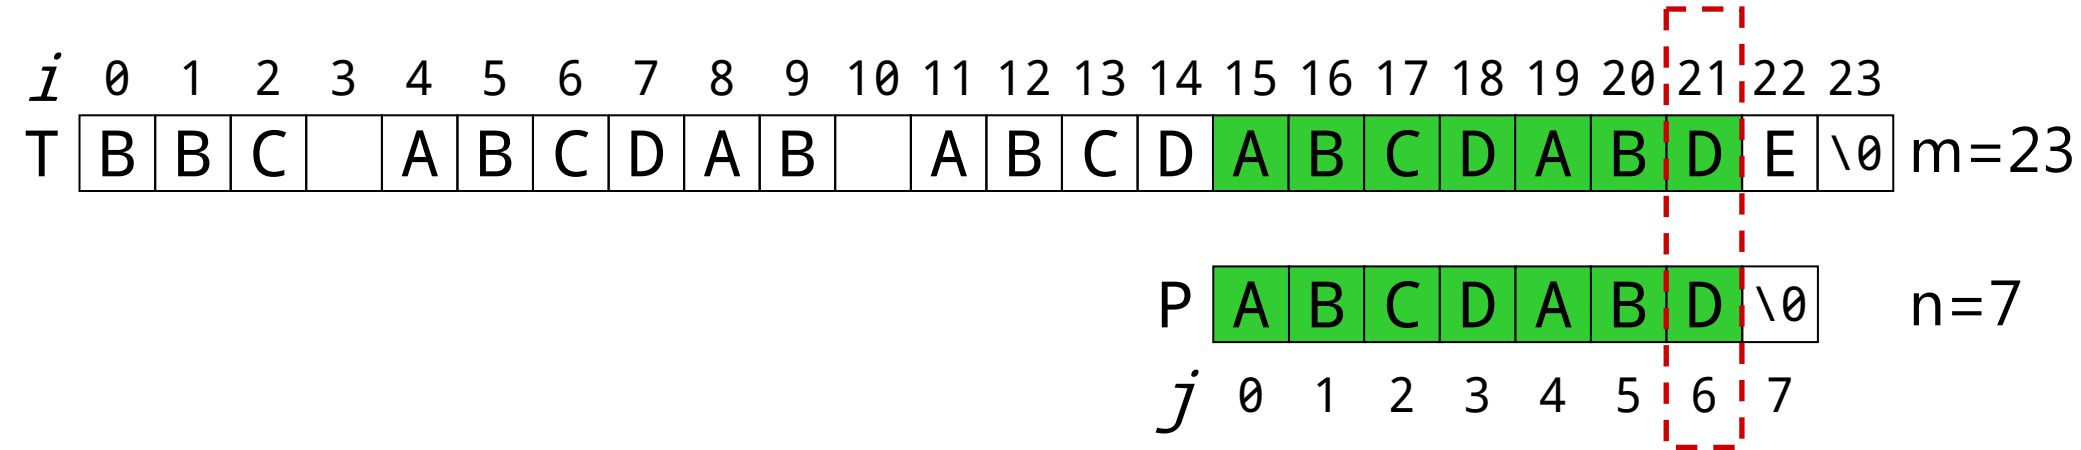 i 0 1 2 3 4 5 6 7 8 9 10 11 12 13 14 15 16 17 18 19 20 21 22 23
T B B C A B C D A B A B C D A B C D A B D E \0 m=23
P A B C D A B D \0 n=7
j 0 1 2 3 4 5 6 7